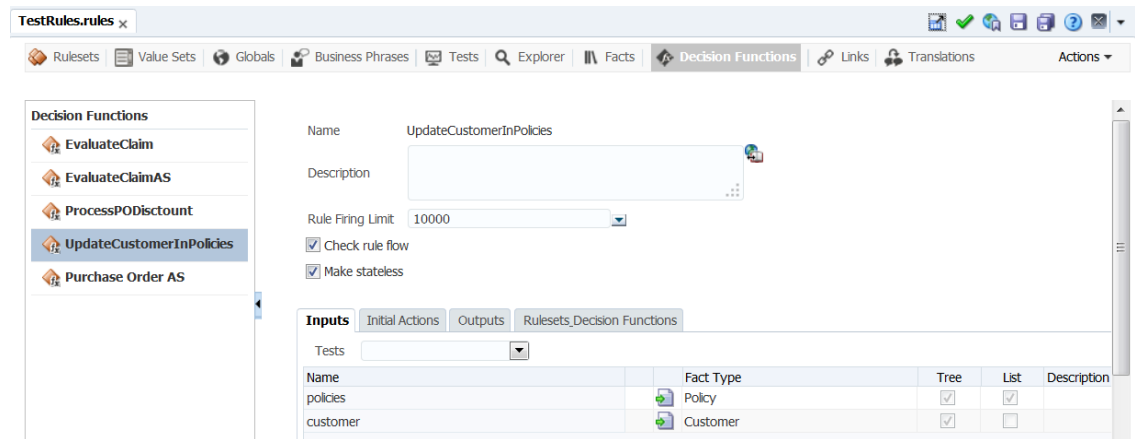 TestRules.rules
Rulesets Value Sets Globals Business Phrases Tests Explorer Facts Decision Functions Links Translations Actions
Decision Functions
EvaluateClaim
EvaluateClaimAS
ProcessPODisctount
UpdateCustomerInPolicies
Purchase Order AS
Name UpdateCustomerInPolicies
Description
Rule Firing Limit 10000
Check rule flow
Make stateless
Inputs Initial Actions Outputs Rulesets_Decision Functions
Tests
Name Fact Type Tree List Description
policies Policy
customer Customer